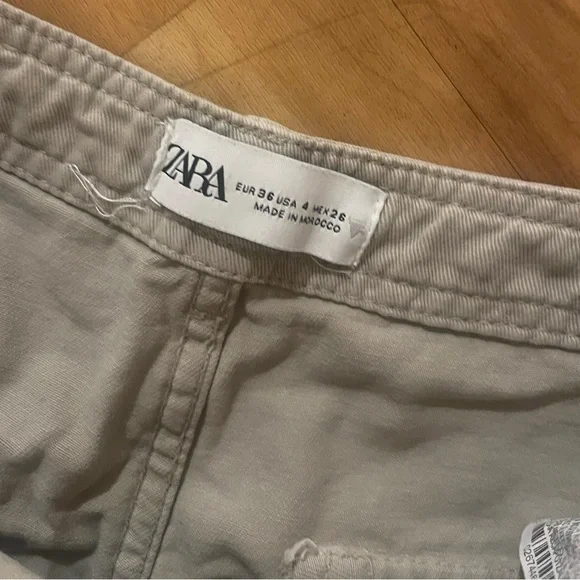 ZARA
EUR 36 USA 4 MEX 26
MADE IN MOROCCO